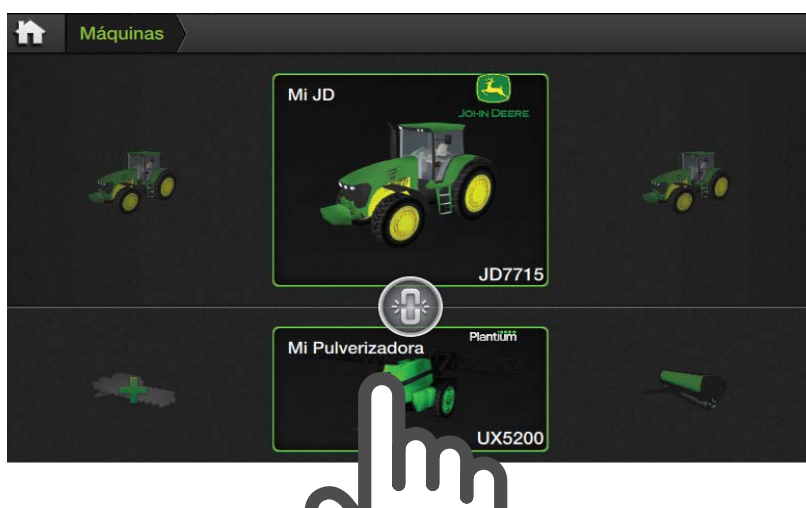 Máquinas
Mi JD
JOHN DEERE
JD7715
Mi Pulverizadora
Plantium
UX5200